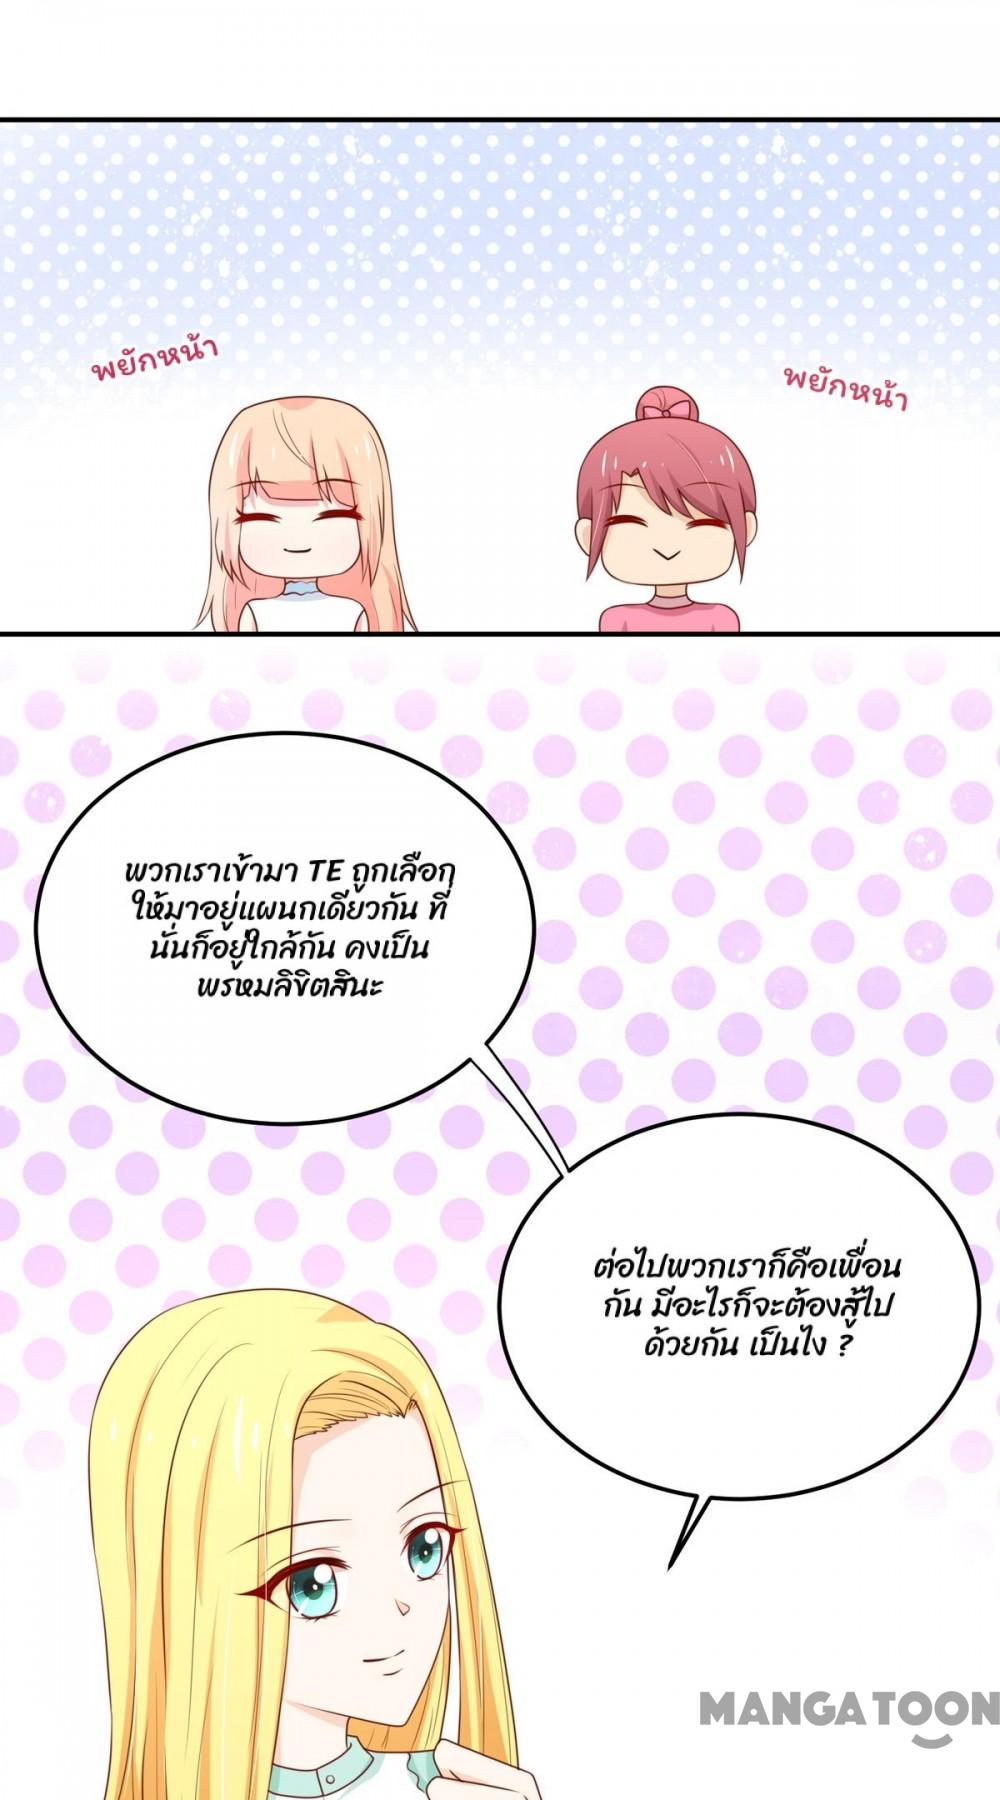 พยักหน้า
พยักหน้า
พวกเราเข้ามา TE ถูกเลือก
ให้มาอยู่แผนกเดียวกัน ที่
นั่นก็อยู่ใกล้กัน คงเป็น
พรหมลิขิตสินะ
ต่อไปพวกเราก็คือเพื่อน
กัน มีอะไรก็จะต้องสู้ไป
ด้วยกัน เป็นไง ?
MANGATOON